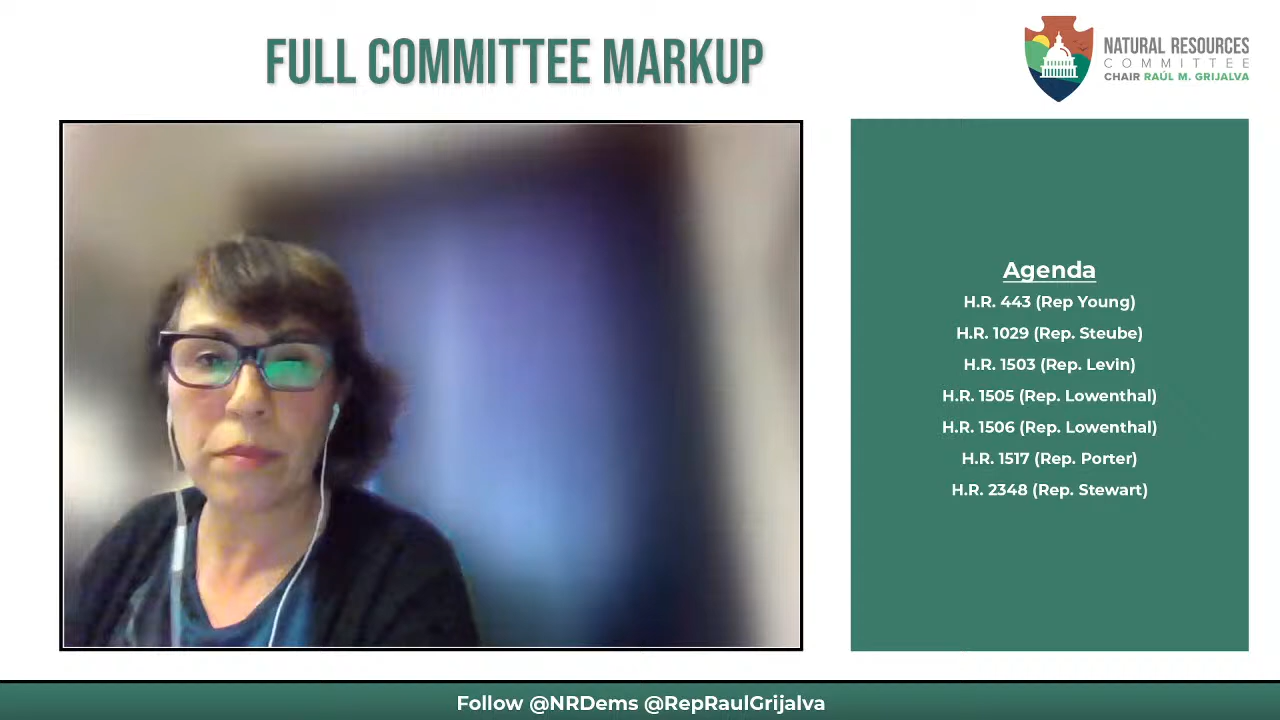 FULL COMMITTEE MARKUP
NATURAL RESOURCES
COMMITTEE
CHAIR RAÚL M. GRIJALVA
Agenda
H.R. 443 (Rep Young)
H.R. 1029 (Rep. Steube)
H.R. 1503 (Rep. Levin)
H.R. 1505 (Rep. Lowenthal)
H.R. 1506 (Rep. Lowenthal)
H.R. 1517 (Rep. Porter)
H.R. 2348 (Rep. Stewart)
Follow @NRDems @RepRaulGrijalva